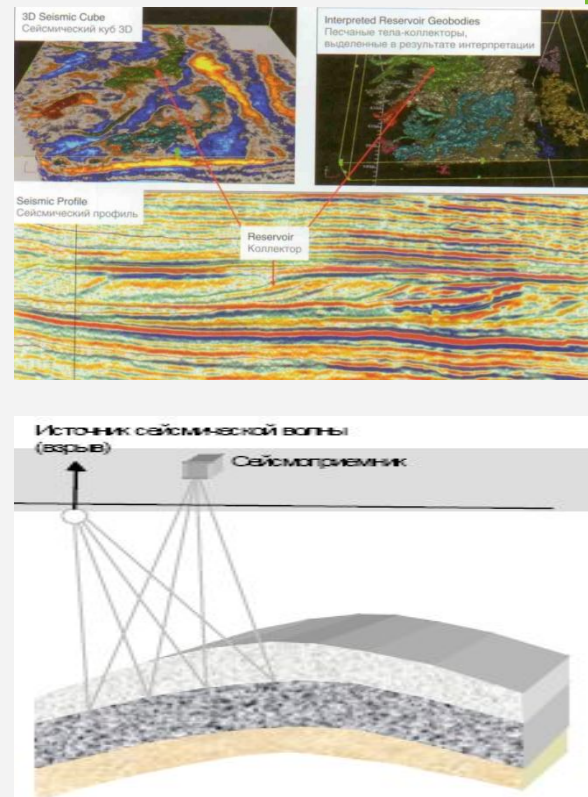 3D Seismic Cube
Сейсмический куб 3D
Interpreted Reservoir Geobodies
Песчаные тела-коллекторы,
выделенные в результате интерпретации
Seismic Profile
Сейсмический профиль
Reservoir
Коллектор
Источник сейсмической волны
(взрыв)
Сейсмоприемник